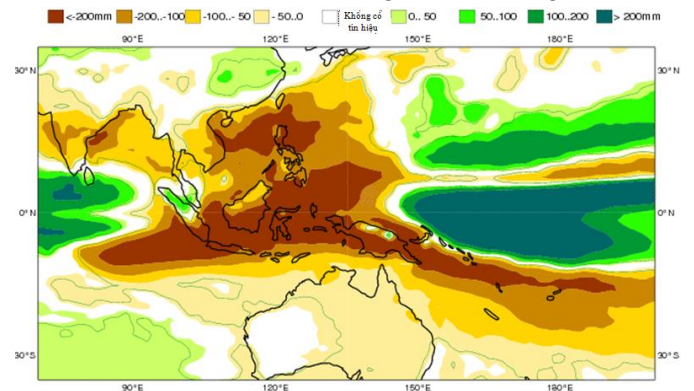 <-200mm -200..-100 -100..- 50 - 50..0 Không có tín hiệu 0.. 50 50..100 100..200 > 200mm
90°E 120°E 150°E 180°E
30°N 30°N
0°N 0°N
30°S 30°S
90°E 120°E 150°E 180°E